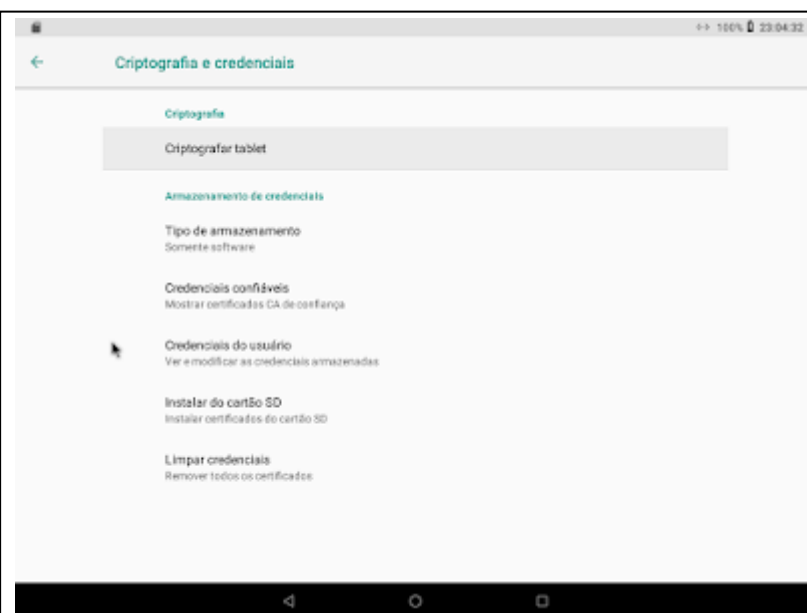 100% 23:04:32
Criptografia e credenciais
Criptografia
Criptografar tablet
Armazenamento de credenciais
Tipo de armazenamento
Somente software
Credenciais confiáveis
Mostrar certificados CA de confiança
Credenciais do usuário
Ver e modificar as credenciais armazenadas
Instalar do cartão SD
Instalar certificados do cartão SD
Limpar credenciais
Remover todos os certificados